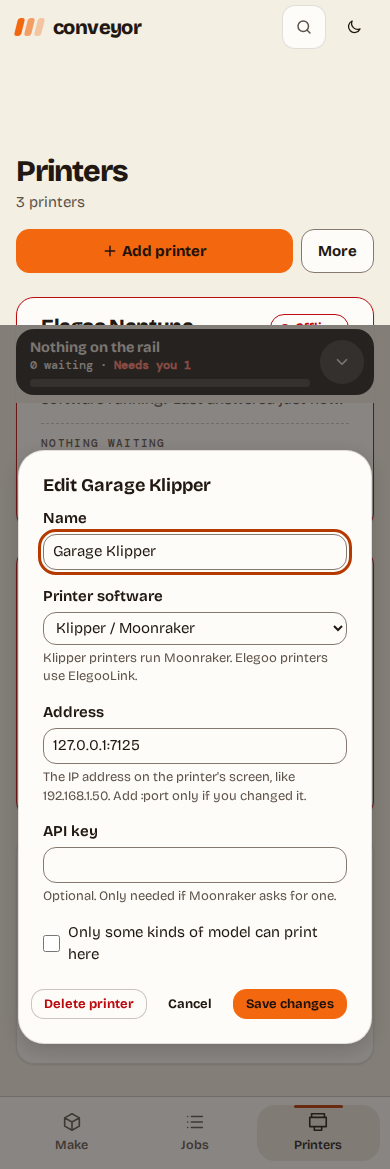 conveyor
Printers
3 printers
+ Add printer
More
Nothing on the rail
0 waiting · Needs you 1
NOTHING WAITING
Edit Garage Klipper
Name
Garage Klipper
Printer software
Klipper / Moonraker
Klipper printers run Moonraker. Elegoo printers
use ElegooLink.
Address
127.0.0.1:7125
The IP address on the printer's screen, like
192.168.1.50. Add :port only if you changed it.
API key
Optional. Only needed if Moonraker asks for one.
Only some kinds of model can print
here
Delete printer
Cancel
Save changes
Make
Jobs
Printers